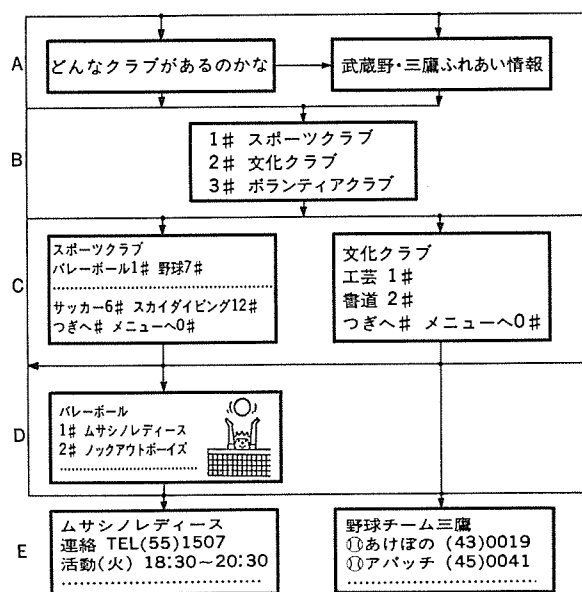 A
どんなクラブがあるのかな
武蔵野・三鷹ふれあい情報
B
1# スポーツクラブ
2# 文化クラブ
3# ボランティアクラブ
C
スポーツクラブ
バレーボール1# 野球7#
サッカー6# スカイダイビング12#
つぎへ# メニューへ0#
文化クラブ
工芸 1#
書道 2#
つぎへ# メニューへ0#
D
バレーボール
1# ムサシノレディース
2# ノックアウトボーイズ
E
ムサシノレディース
連絡 TEL(55)1507
活動(火) 18:30〜20:30
野球チーム三鷹
あけぼの (43)0019
アパッチ (45)0041